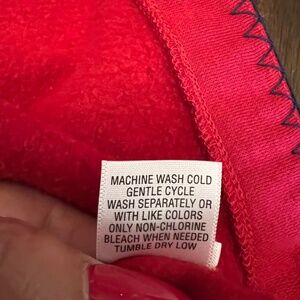 MACHINE WASH COLD
GENTLE CYCLE
WASH SEPARATELY OR
WITH LIKE COLORS
ONLY NON-CHLORINE
BLEACH WHEN NEEDED
TUMBLE DRY LOW